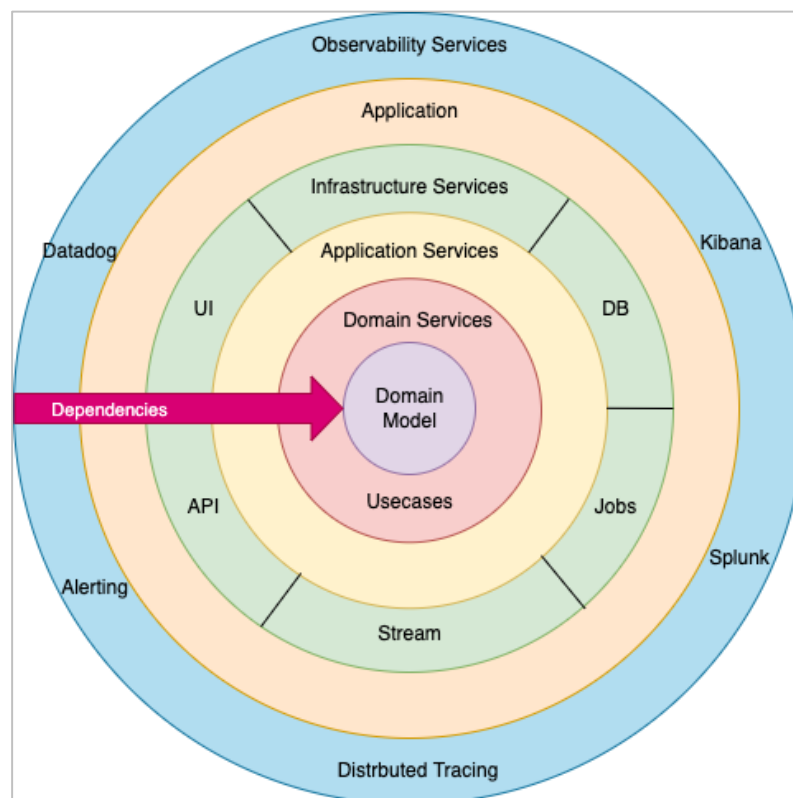 Observability Services
Application
Infrastructure Services
Application Services
Datadog
Kibana
UI
DB
Domain Services
Domain
Model
Dependencies
Usecases
API
Jobs
Alerting
Splunk
Stream
Distrbuted Tracing